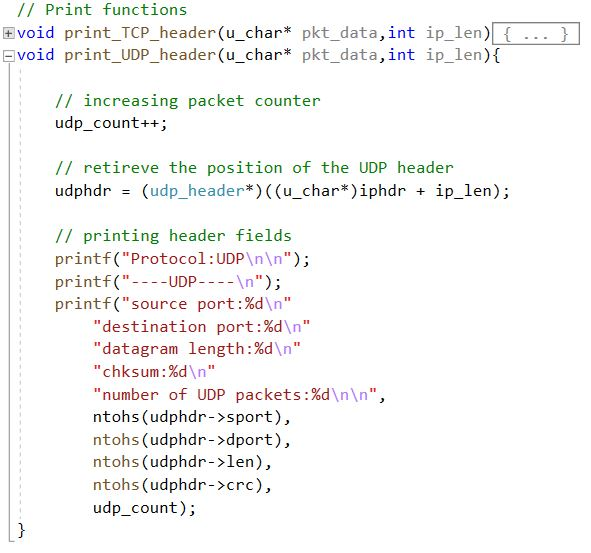 // Print functions
void print_TCP_header(u_char* pkt_data,int ip_len){ ... }
void print_UDP_header(u_char* pkt_data,int ip_len){
// increasing packet counter
udp_count++;
// retireve the position of the UDP header
udphdr = (udp_header*)((u_char*)iphdr + ip_len);
// printing header fields
printf("Protocol:UDP\n\n");
printf("----UDP----\n");
printf("source port:%d\n"
"destination port:%d\n"
"datagram length:%d\n"
"chksum:%d\n"
"number of UDP packets:%d\n\n",
ntohs(udphdr->sport),
ntohs(udphdr->dport),
ntohs(udphdr->len),
ntohs(udphdr->crc),
udp_count);
}